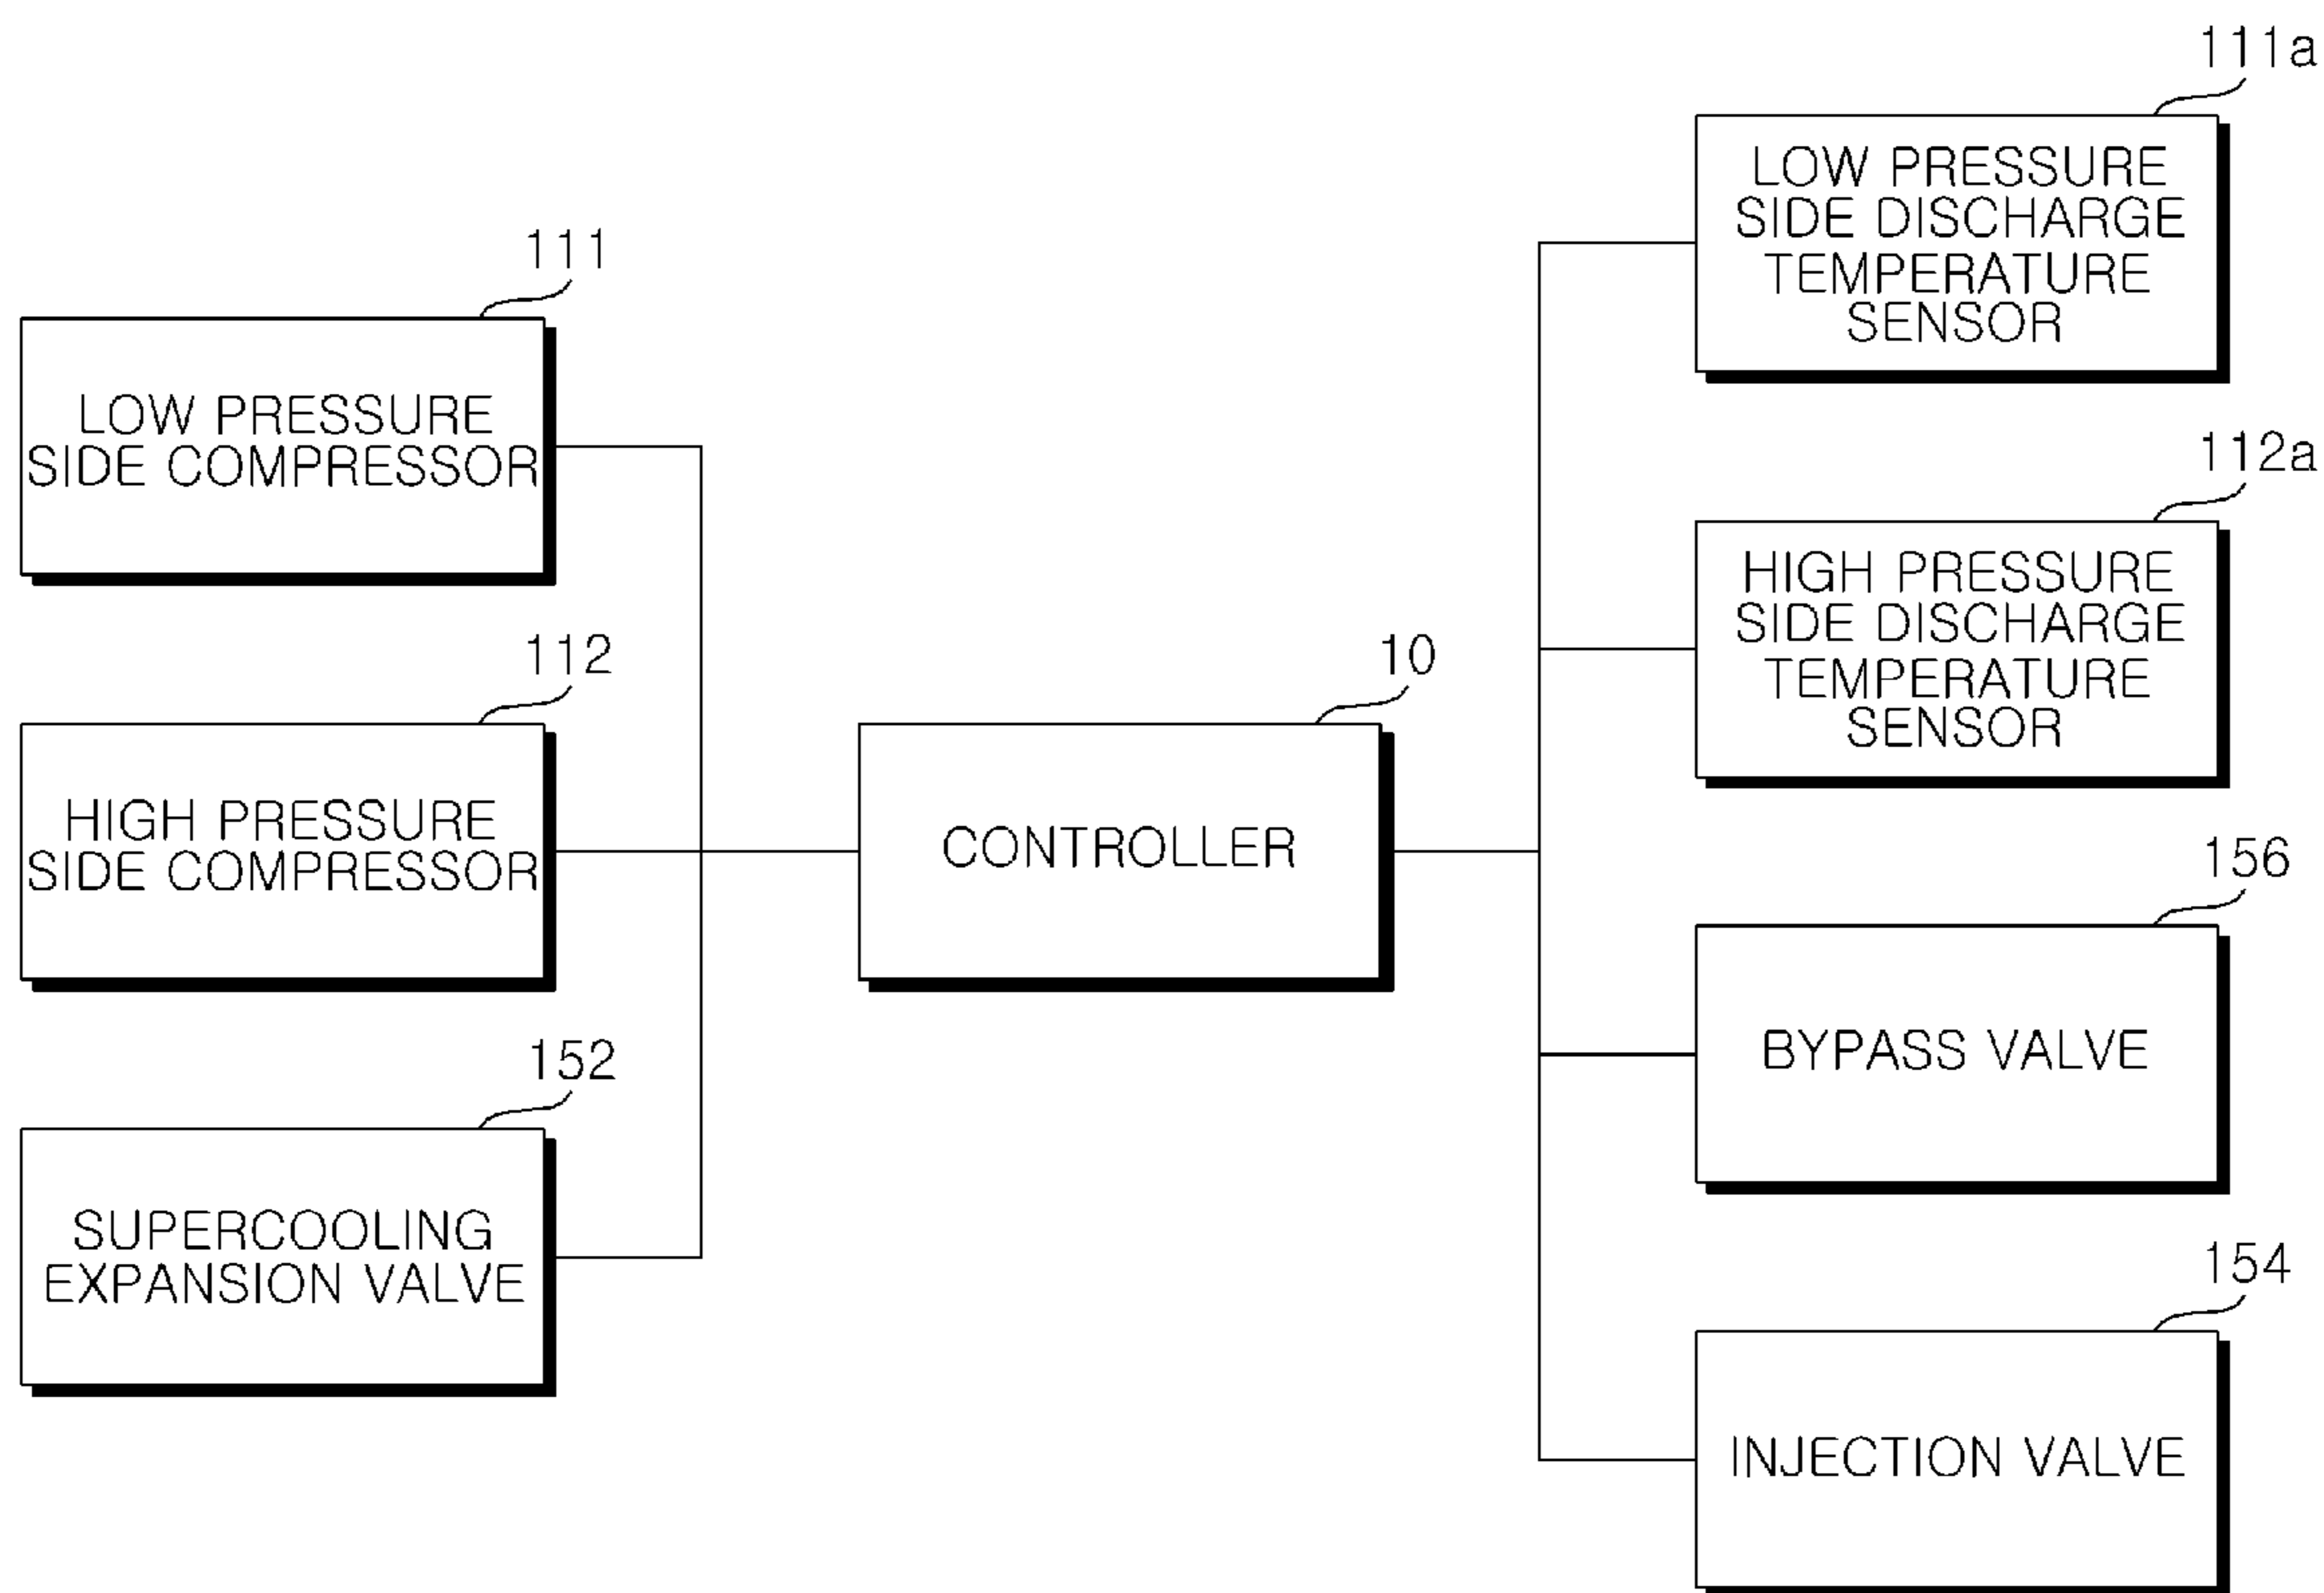 111
LOW PRESSURE
SIDE COMPRESSOR
112
HIGH PRESSURE
SIDE COMPRESSOR
152
SUPERCOOLING
EXPANSION VALVE
10
CONTROLLER
111a
LOW PRESSURE
SIDE DISCHARGE
TEMPERATURE
SENSOR
112a
HIGH PRESSURE
SIDE DISCHARGE
TEMPERATURE
SENSOR
156
BYPASS VALVE
154
INJECTION VALVE